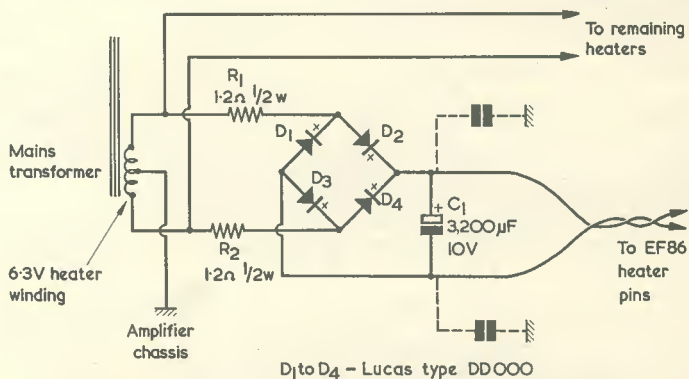 To remaining
heaters
R1
1·2Ω 1/2w
D1
D2
Mains
transformer
D3
D4
+
C1
3,200µF
10V
R2
1·2Ω 1/2w
6·3V heater
winding
To EF86
heater
pins
Amplifier
chassis
D1 to D4 – Lucas type DD000